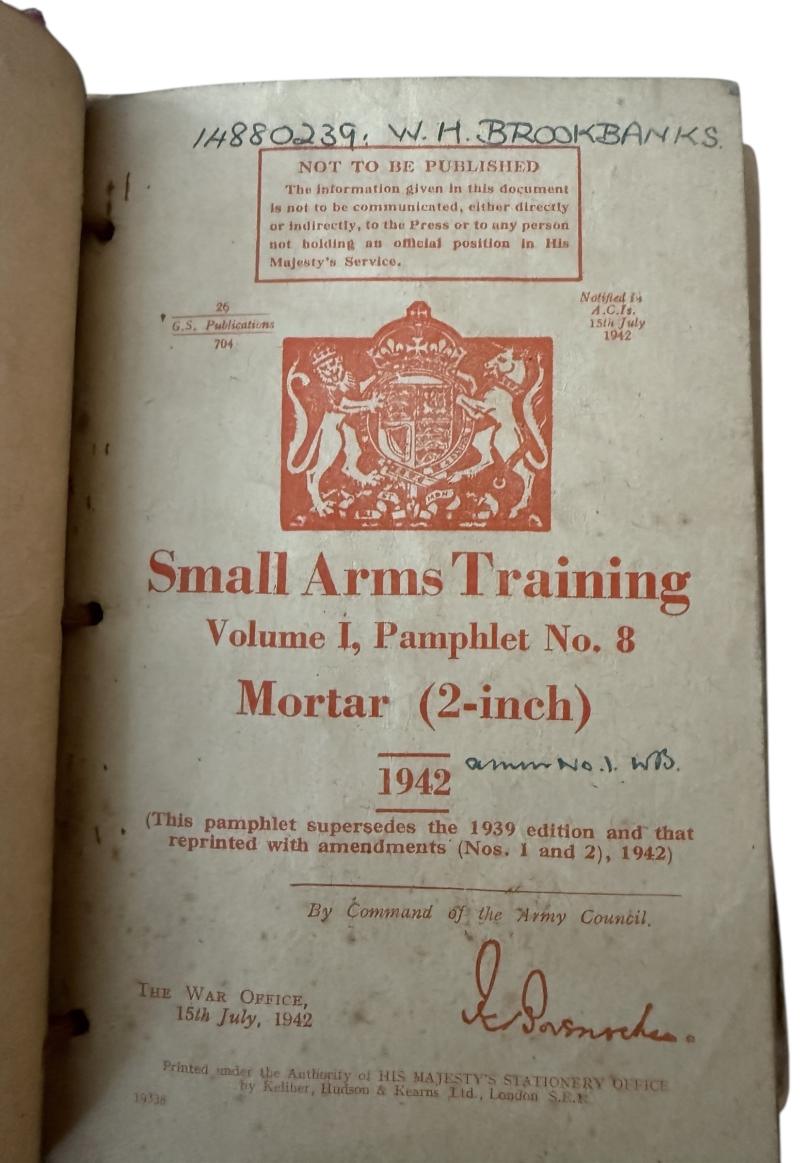 14880239. W. H. BROOKBANKS.
NOT TO BE PUBLISHED
The information given in this document
is not to be communicated, either directly
or indirectly, to the Press or to any person
not holding an official position in His
Majesty's Service.
26
G.S. Publications
704
Notified in
A.C.Is.
15th July
1942
Small Arms Training
Volume I, Pamphlet No. 8
Mortar (2-inch)
1942
No. 1. WB.
(This pamphlet supersedes the 1939 edition and that
reprinted with amendments (Nos. 1 and 2), 1942)
By Command of the Army Council.
THE WAR OFFICE,
15th July, 1942
Printed under the Authority of HIS MAJESTY'S STATIONERY OFFICE
by Keliher, Hudson & Kearns Ltd., London S.E.1
19338